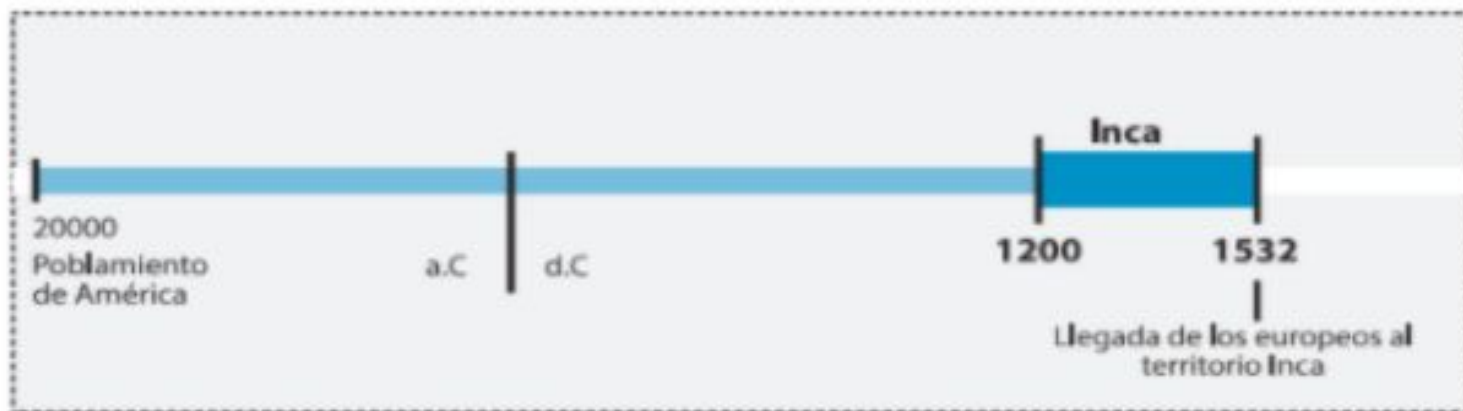 Inca
20000
Poblamiento
de América
a.C
d.C
1200
1532
Llegada de los europeos al
territorio Inca